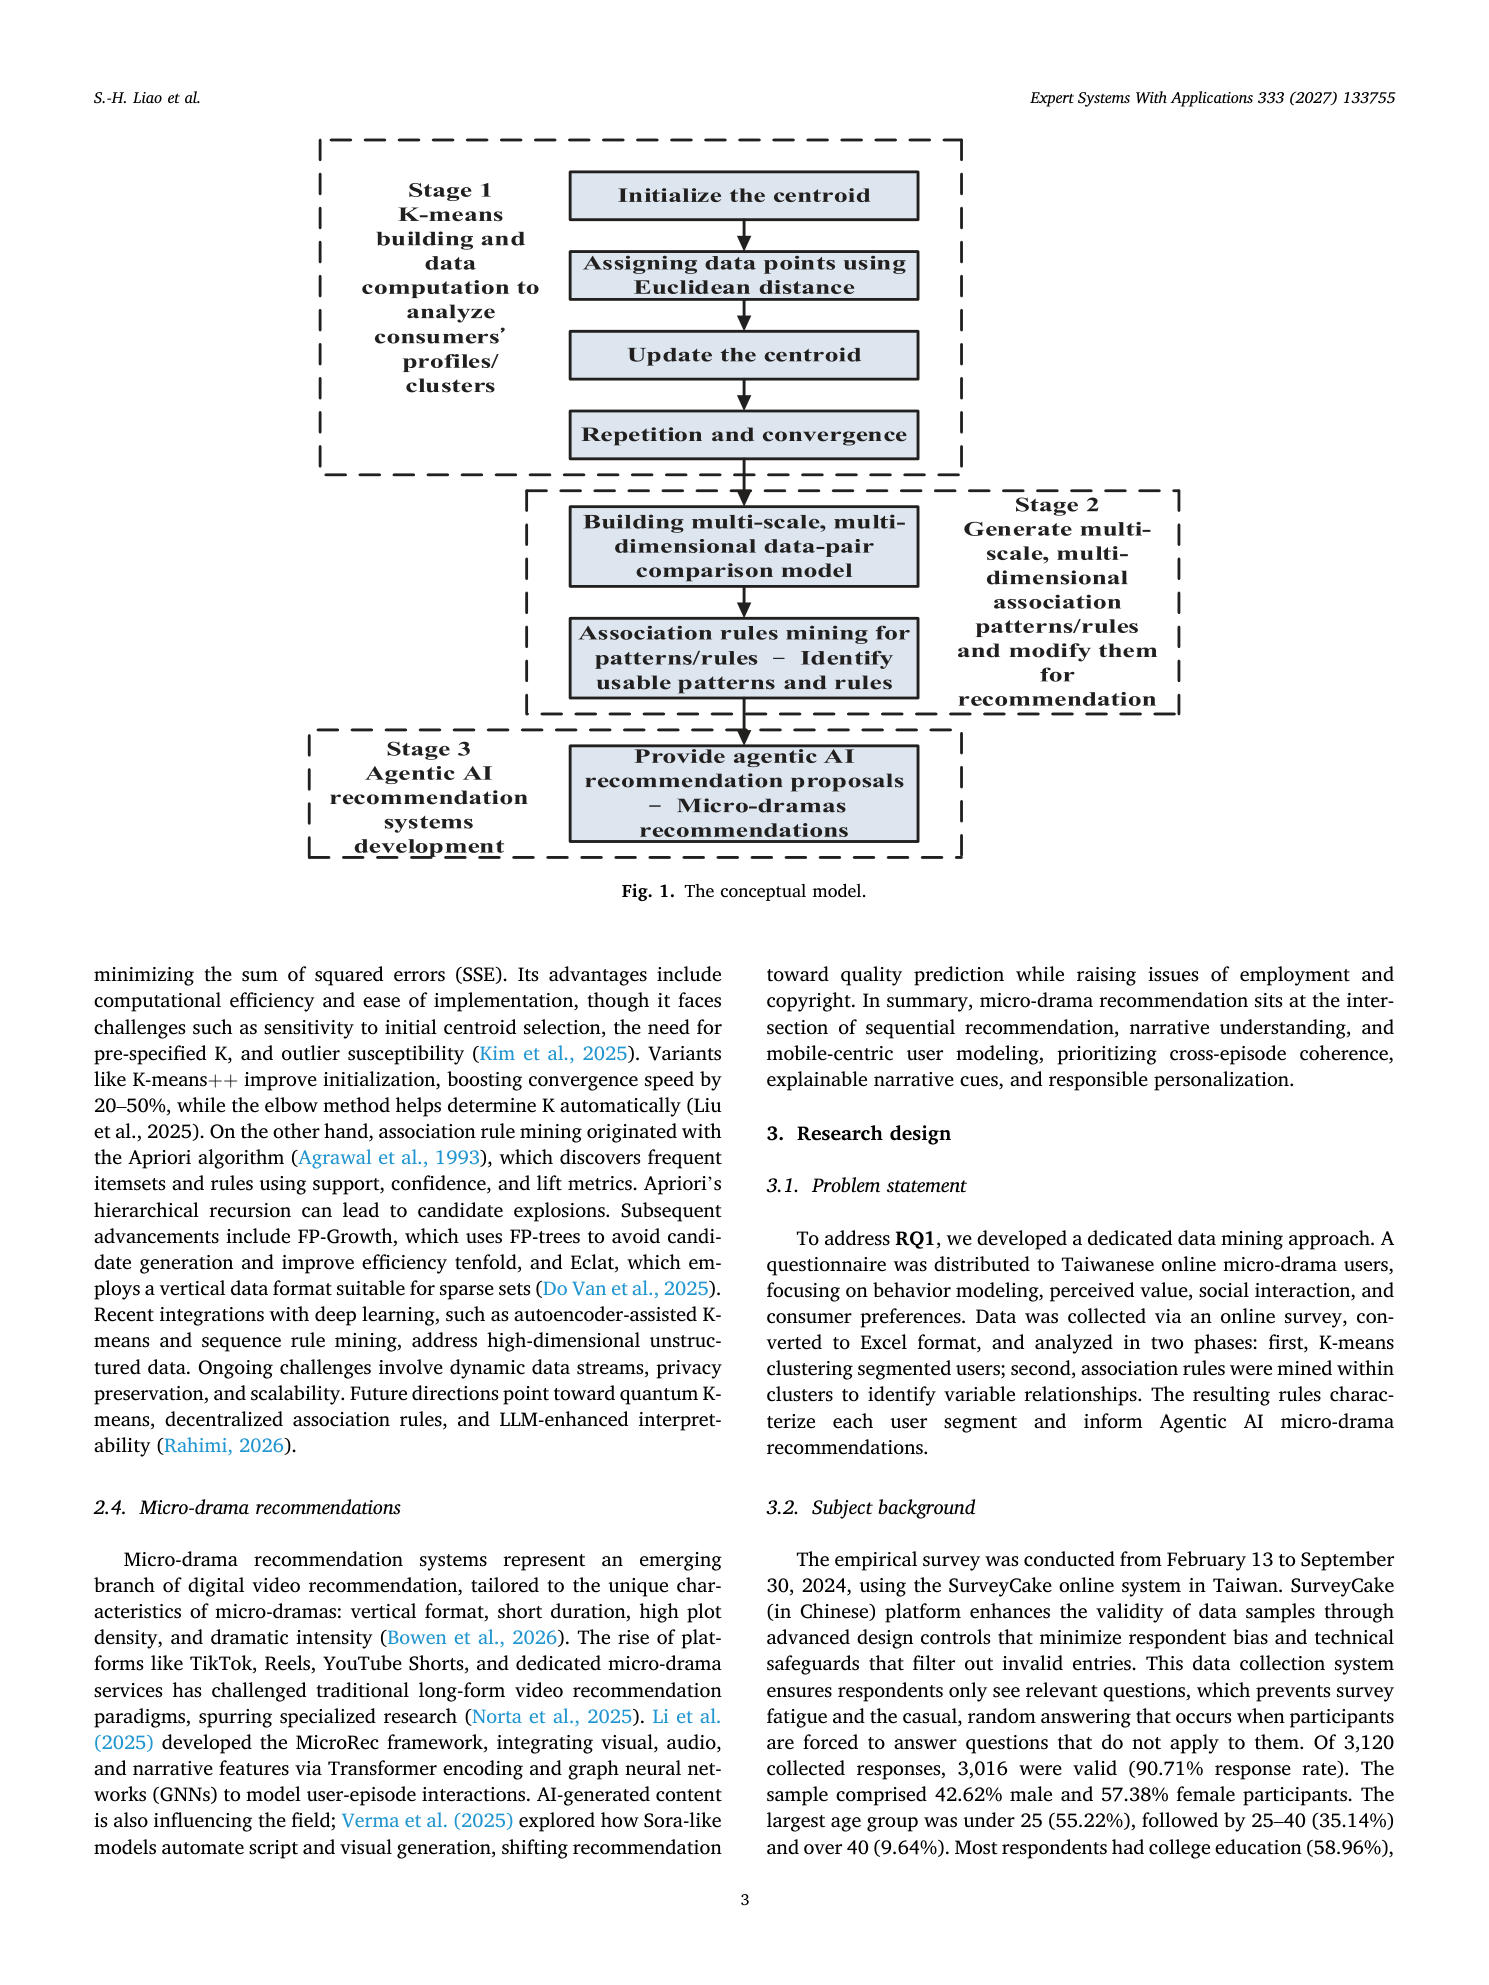 S.-H. Liao et al.
Expert Systems With Applications 333 (2027) 133755
Stage 1
K-means
building and
data
computation to
analyze
consumers’
profiles/
clusters
Initialize the centroid
Assigning data points using
Euclidean distance
Update the centroid
Repetition and convergence
Building multi-scale, multi-
dimensional data-pair
comparison model
Association rules mining for
patterns/rules – Identify
usable patterns and rules
Stage 2
Generate multi-
scale, multi-
dimensional
association
patterns/rules
and modify them
for
recommendation
Stage 3
Agentic AI
recommendation
systems
development
Provide agentic AI
recommendation proposals
– Micro-dramas
recommendations
Fig. 1. The conceptual model.
minimizing the sum of squared errors (SSE). Its advantages include
computational efficiency and ease of implementation, though it faces
challenges such as sensitivity to initial centroid selection, the need for
pre-specified K, and outlier susceptibility (Kim et al., 2025). Variants
like K-means++ improve initialization, boosting convergence speed by
20–50%, while the elbow method helps determine K automatically (Liu
et al., 2025). On the other hand, association rule mining originated with
the Apriori algorithm (Agrawal et al., 1993), which discovers frequent
itemsets and rules using support, confidence, and lift metrics. Apriori’s
hierarchical recursion can lead to candidate explosions. Subsequent
advancements include FP-Growth, which uses FP-trees to avoid candi-
date generation and improve efficiency tenfold, and Eclat, which em-
ploys a vertical data format suitable for sparse sets (Do Van et al., 2025).
Recent integrations with deep learning, such as autoencoder-assisted K-
means and sequence rule mining, address high-dimensional unstruc-
tured data. Ongoing challenges involve dynamic data streams, privacy
preservation, and scalability. Future directions point toward quantum K-
means, decentralized association rules, and LLM-enhanced interpret-
ability (Rahimi, 2026).
2.4. Micro-drama recommendations
Micro-drama recommendation systems represent an emerging
branch of digital video recommendation, tailored to the unique char-
acteristics of micro-dramas: vertical format, short duration, high plot
density, and dramatic intensity (Bowen et al., 2026). The rise of plat-
forms like TikTok, Reels, YouTube Shorts, and dedicated micro-drama
services has challenged traditional long-form video recommendation
paradigms, spurring specialized research (Norta et al., 2025). Li et al.
(2025) developed the MicroRec framework, integrating visual, audio,
and narrative features via Transformer encoding and graph neural net-
works (GNNs) to model user-episode interactions. AI-generated content
is also influencing the field; Verma et al. (2025) explored how Sora-like
models automate script and visual generation, shifting recommendation
toward quality prediction while raising issues of employment and
copyright. In summary, micro-drama recommendation sits at the inter-
section of sequential recommendation, narrative understanding, and
mobile-centric user modeling, prioritizing cross-episode coherence,
explainable narrative cues, and responsible personalization.
3. Research design
3.1. Problem statement
To address RQ1, we developed a dedicated data mining approach. A
questionnaire was distributed to Taiwanese online micro-drama users,
focusing on behavior modeling, perceived value, social interaction, and
consumer preferences. Data was collected via an online survey, con-
verted to Excel format, and analyzed in two phases: first, K-means
clustering segmented users; second, association rules were mined within
clusters to identify variable relationships. The resulting rules charac-
terize each user segment and inform Agentic AI micro-drama
recommendations.
3.2. Subject background
The empirical survey was conducted from February 13 to September
30, 2024, using the SurveyCake online system in Taiwan. SurveyCake
(in Chinese) platform enhances the validity of data samples through
advanced design controls that minimize respondent bias and technical
safeguards that filter out invalid entries. This data collection system
ensures respondents only see relevant questions, which prevents survey
fatigue and the casual, random answering that occurs when participants
are forced to answer questions that do not apply to them. Of 3,120
collected responses, 3,016 were valid (90.71% response rate). The
sample comprised 42.62% male and 57.38% female participants. The
largest age group was under 25 (55.22%), followed by 25–40 (35.14%)
and over 40 (9.64%). Most respondents had college education (58.96%),
3